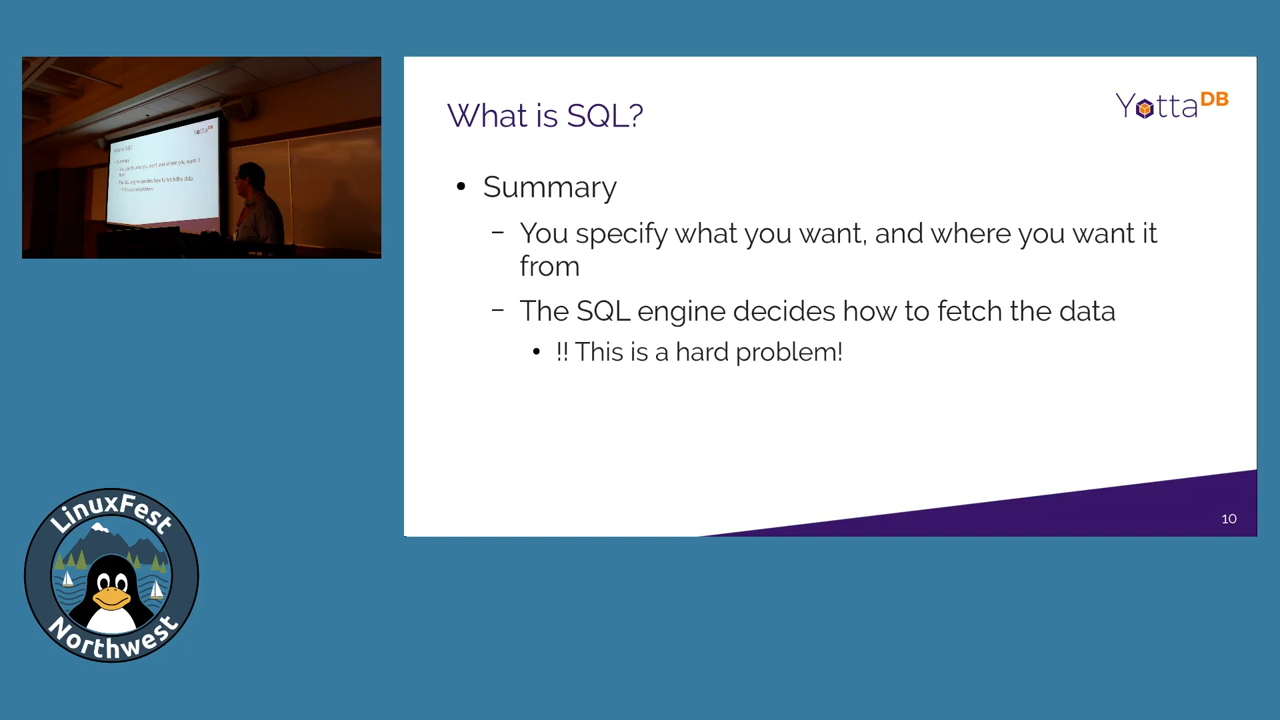 What is SQL?
YottaDB
• Summary
– You specify what you want, and where you want it
from
– The SQL engine decides how to fetch the data
• !! This is a hard problem!
10
LinuxFest
Northwest